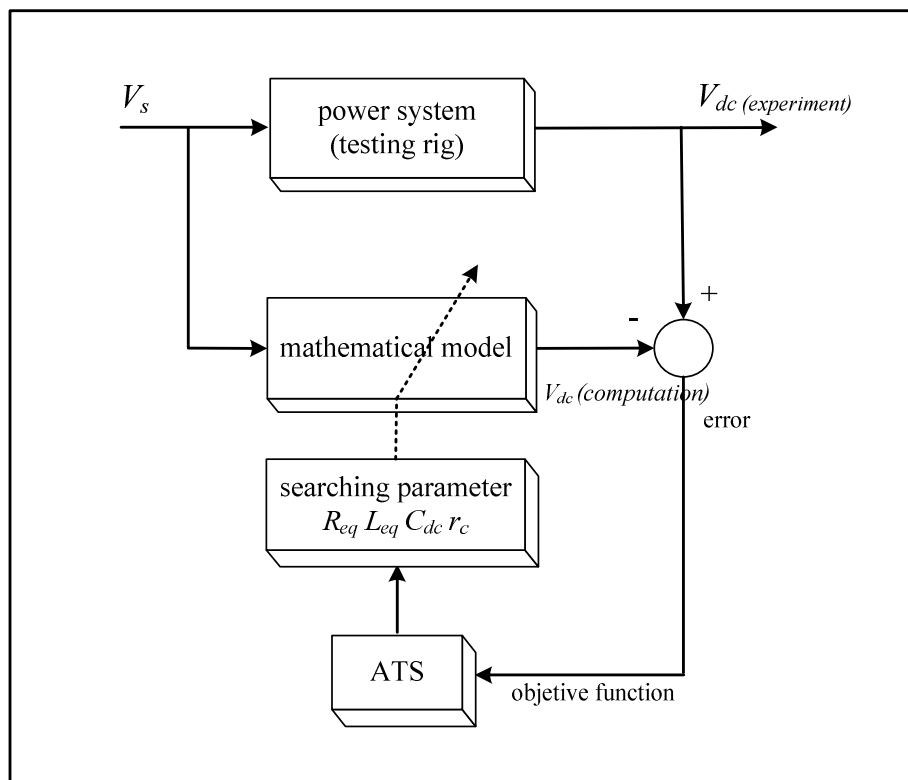 V_s
power system
(testing rig)
V_dc (experiment)
+
-
mathematical model
V_dc (computation)
error
searching parameter
R_eq L_eq C_dc r_c
ATS
objetive function